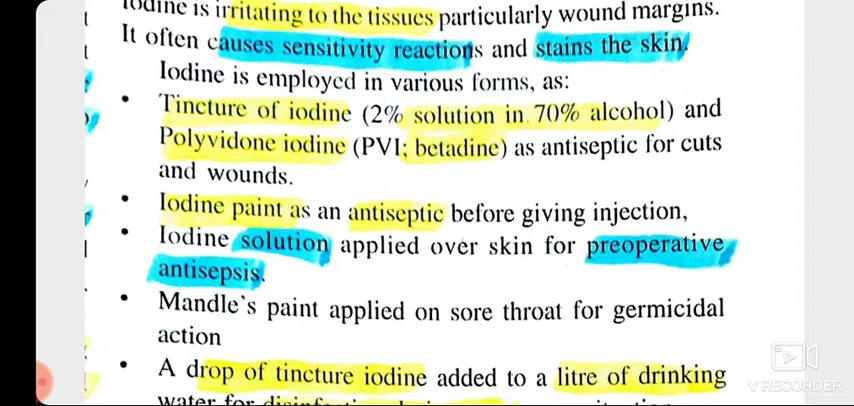 Iodine is irritating to the tissues particularly wound margins.
It often causes sensitivity reactions and stains the skin.
Iodine is employed in various forms, as:
• Tincture of iodine (2% solution in 70% alcohol) and
Polyvidone iodine (PVI; betadine) as antiseptic for cuts
and wounds.
• Iodine paint as an antiseptic before giving injection,
• Iodine solution applied over skin for preoperative
antisepsis.
• Mandle's paint applied on sore throat for germicidal
action
• A drop of tincture iodine added to a litre of drinking
water for
V RECORDER